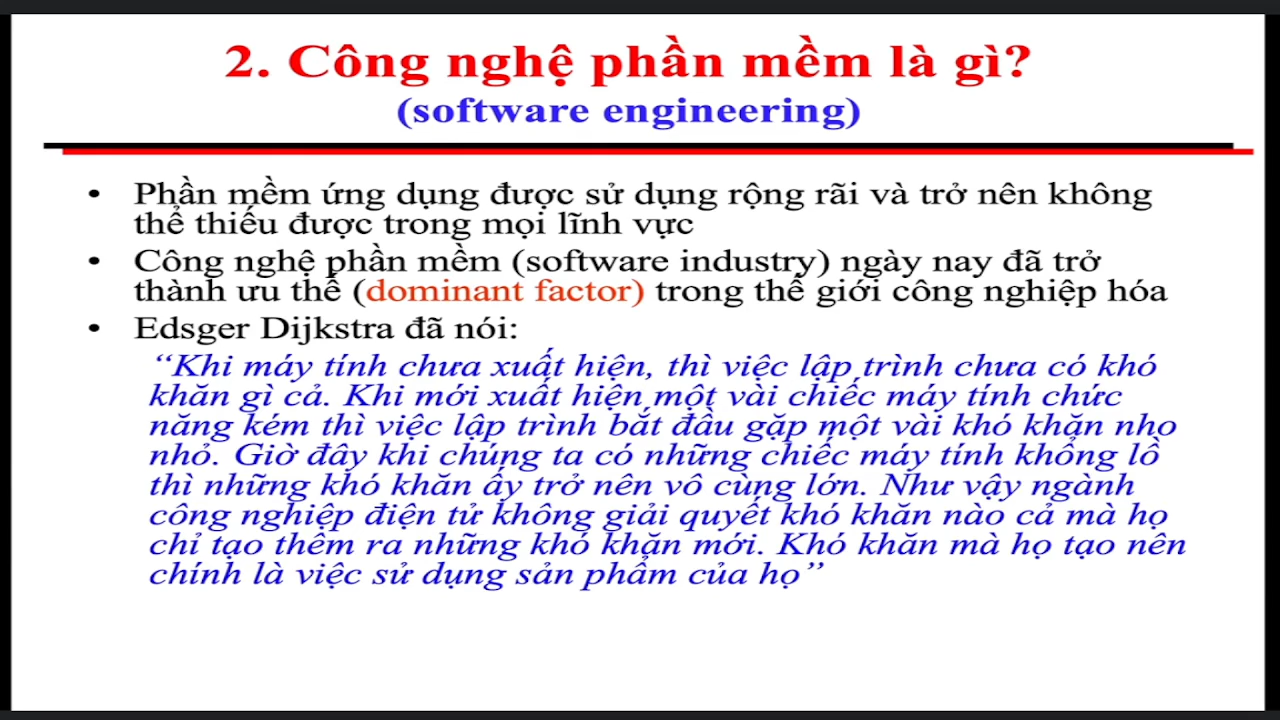 2. Công nghệ phần mềm là gì?
(software engineering)
• Phần mềm ứng dụng được sử dụng rộng rãi và trở nên không
thể thiếu được trong mọi lĩnh vực
• Công nghệ phần mềm (software industry) ngày nay đã trở
thành ưu thế (dominant factor) trong thế giới công nghiệp hóa
• Edsger Dijkstra đã nói:
“Khi máy tính chưa xuất hiện, thì việc lập trình chưa có khó
khăn gì cả. Khi mới xuất hiện một vài chiếc máy tính chức
năng kém thì việc lập trình bắt đầu gặp một vài khó khăn nho
nhỏ. Giờ đây khi chúng ta có những chiếc máy tính khổng lồ
thì những khó khăn ấy trở nên vô cùng lớn. Như vậy ngành
công nghiệp điện tử không giải quyết khó khăn nào cả mà họ
chỉ tạo thêm ra những khó khăn mới. Khó khăn mà họ tạo nên
chính là việc sử dụng sản phẩm của họ”